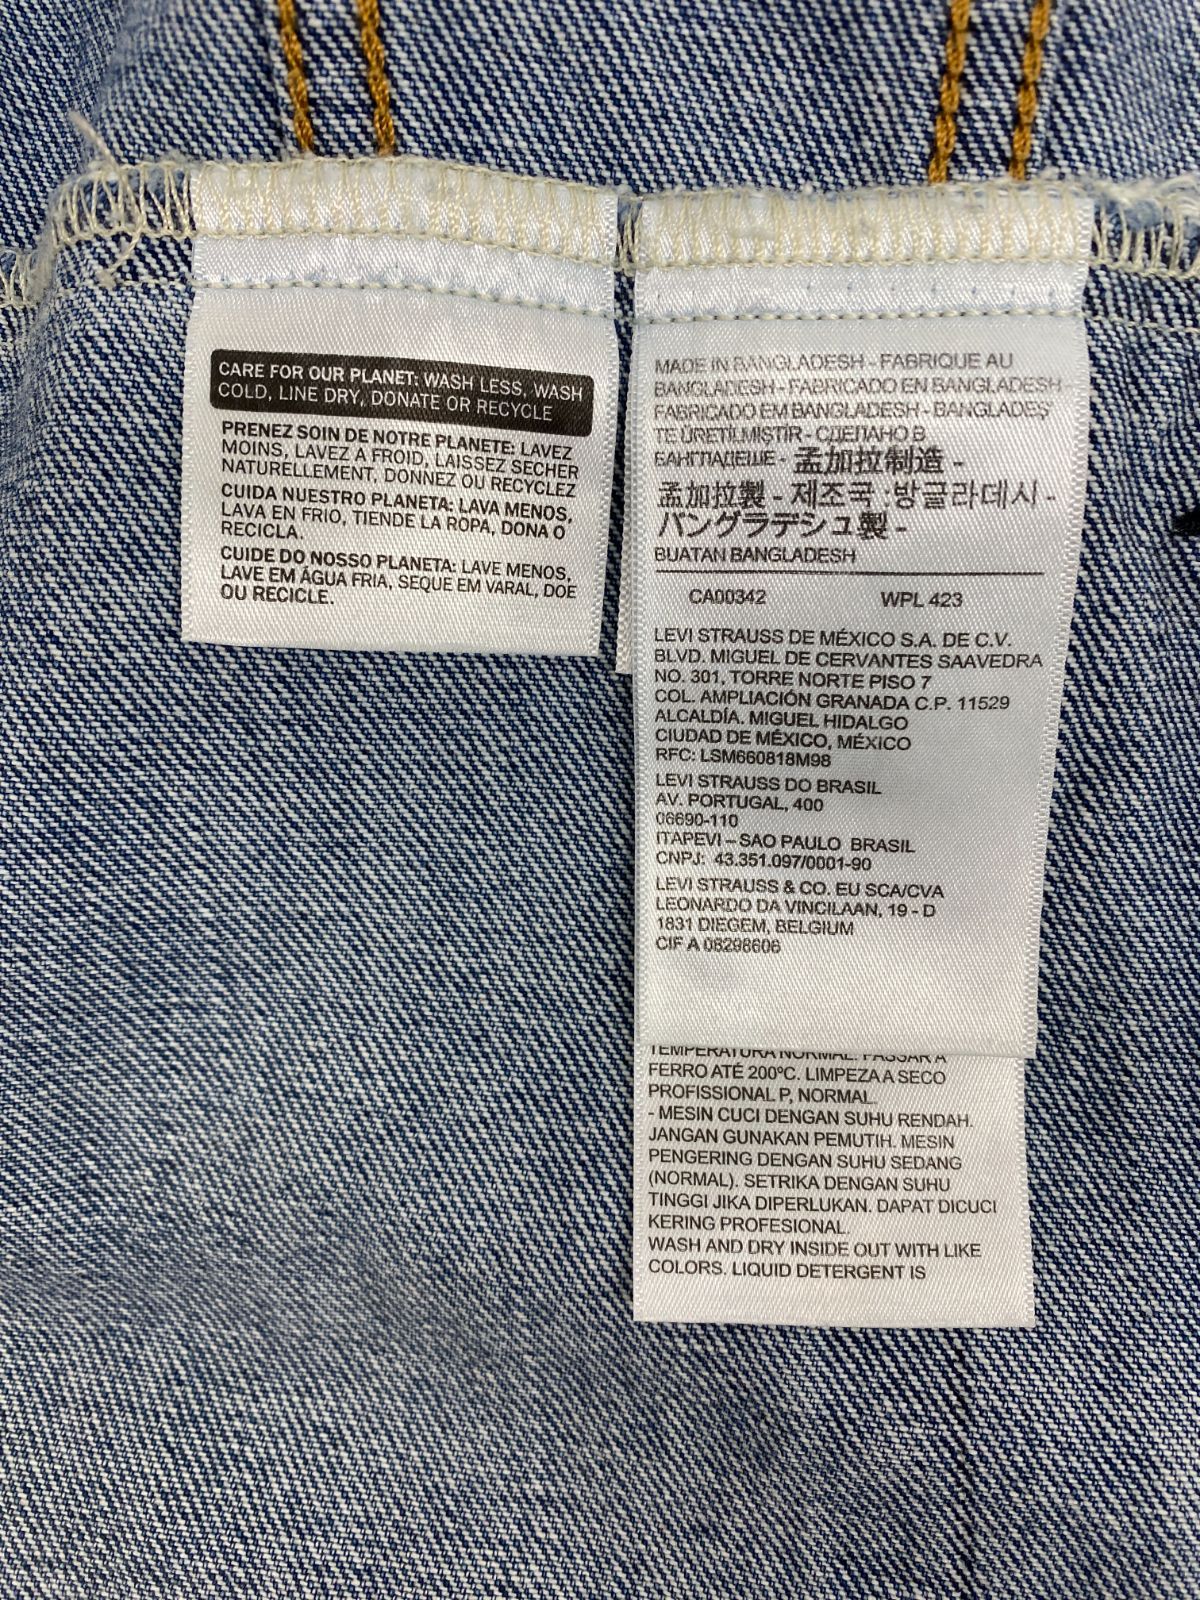 CARE FOR OUR PLANET: WASH LESS, WASH
COLD, LINE DRY, DONATE OR RECYCLE
PRENEZ SOIN DE NOTRE PLANETE: LAVEZ
MOINS, LAVEZ A FROID, LAISSEZ SECHER
NATURELLEMENT, DONNEZ OU RECYCLEZ
CUIDA NUESTRO PLANETA: LAVA MENOS,
LAVA EN FRIO, TIENDE LA ROPA, DONA O
RECICLA.
CUIDE DO NOSSO PLANETA: LAVE MENOS,
LAVE EM ÁGUA FRIA, SEQUE EM VARAL, DOE
OU RECICLE.
MADE IN BANGLADESH - FABRIQUE AU
BANGLADESH - FABRICADO EN BANGLADESH -
FABRICADO EM BANGLADESH - BANGLADEŞ'
TE ÜRETİLMİŞTİR - СДЕЛАНО В
БАНГЛАДЕШЕ - 孟加拉制造 -
孟加拉製 - 제조국 :방글라데시 -
バングラデシュ製 -
BUATAN BANGLADESH
CA00342 WPL 423
LEVI STRAUSS DE MÉXICO S.A. DE C.V.
BLVD. MIGUEL DE CERVANTES SAAVEDRA
NO. 301, TORRE NORTE PISO 7
COL. AMPLIACIÓN GRANADA C.P. 11529
ALCALDÍA. MIGUEL HIDALGO
CIUDAD DE MÉXICO, MÉXICO
RFC: LSM660818M98
LEVI STRAUSS DO BRASIL
AV. PORTUGAL, 400
06690-110
ITAPEVI – SAO PAULO BRASIL
CNPJ: 43.351.097/0001-90
LEVI STRAUSS & CO. EU SCA/CVA
LEONARDO DA VINCILAAN, 19 - D
1831 DIEGEM, BELGIUM
CIF A 08298606
TEMPERATURA NORMAL. PASSAR A
FERRO ATÉ 200ºC. LIMPEZA A SECO
PROFISSIONAL P, NORMAL.
- MESIN CUCI DENGAN SUHU RENDAH.
JANGAN GUNAKAN PEMUTIH. MESIN
PENGERING DENGAN SUHU SEDANG
(NORMAL). SETRIKA DENGAN SUHU
TINGGI JIKA DIPERLUKAN. DAPAT DICUCI
KERING PROFESIONAL.
WASH AND DRY INSIDE OUT WITH LIKE
COLORS. LIQUID DETERGENT IS